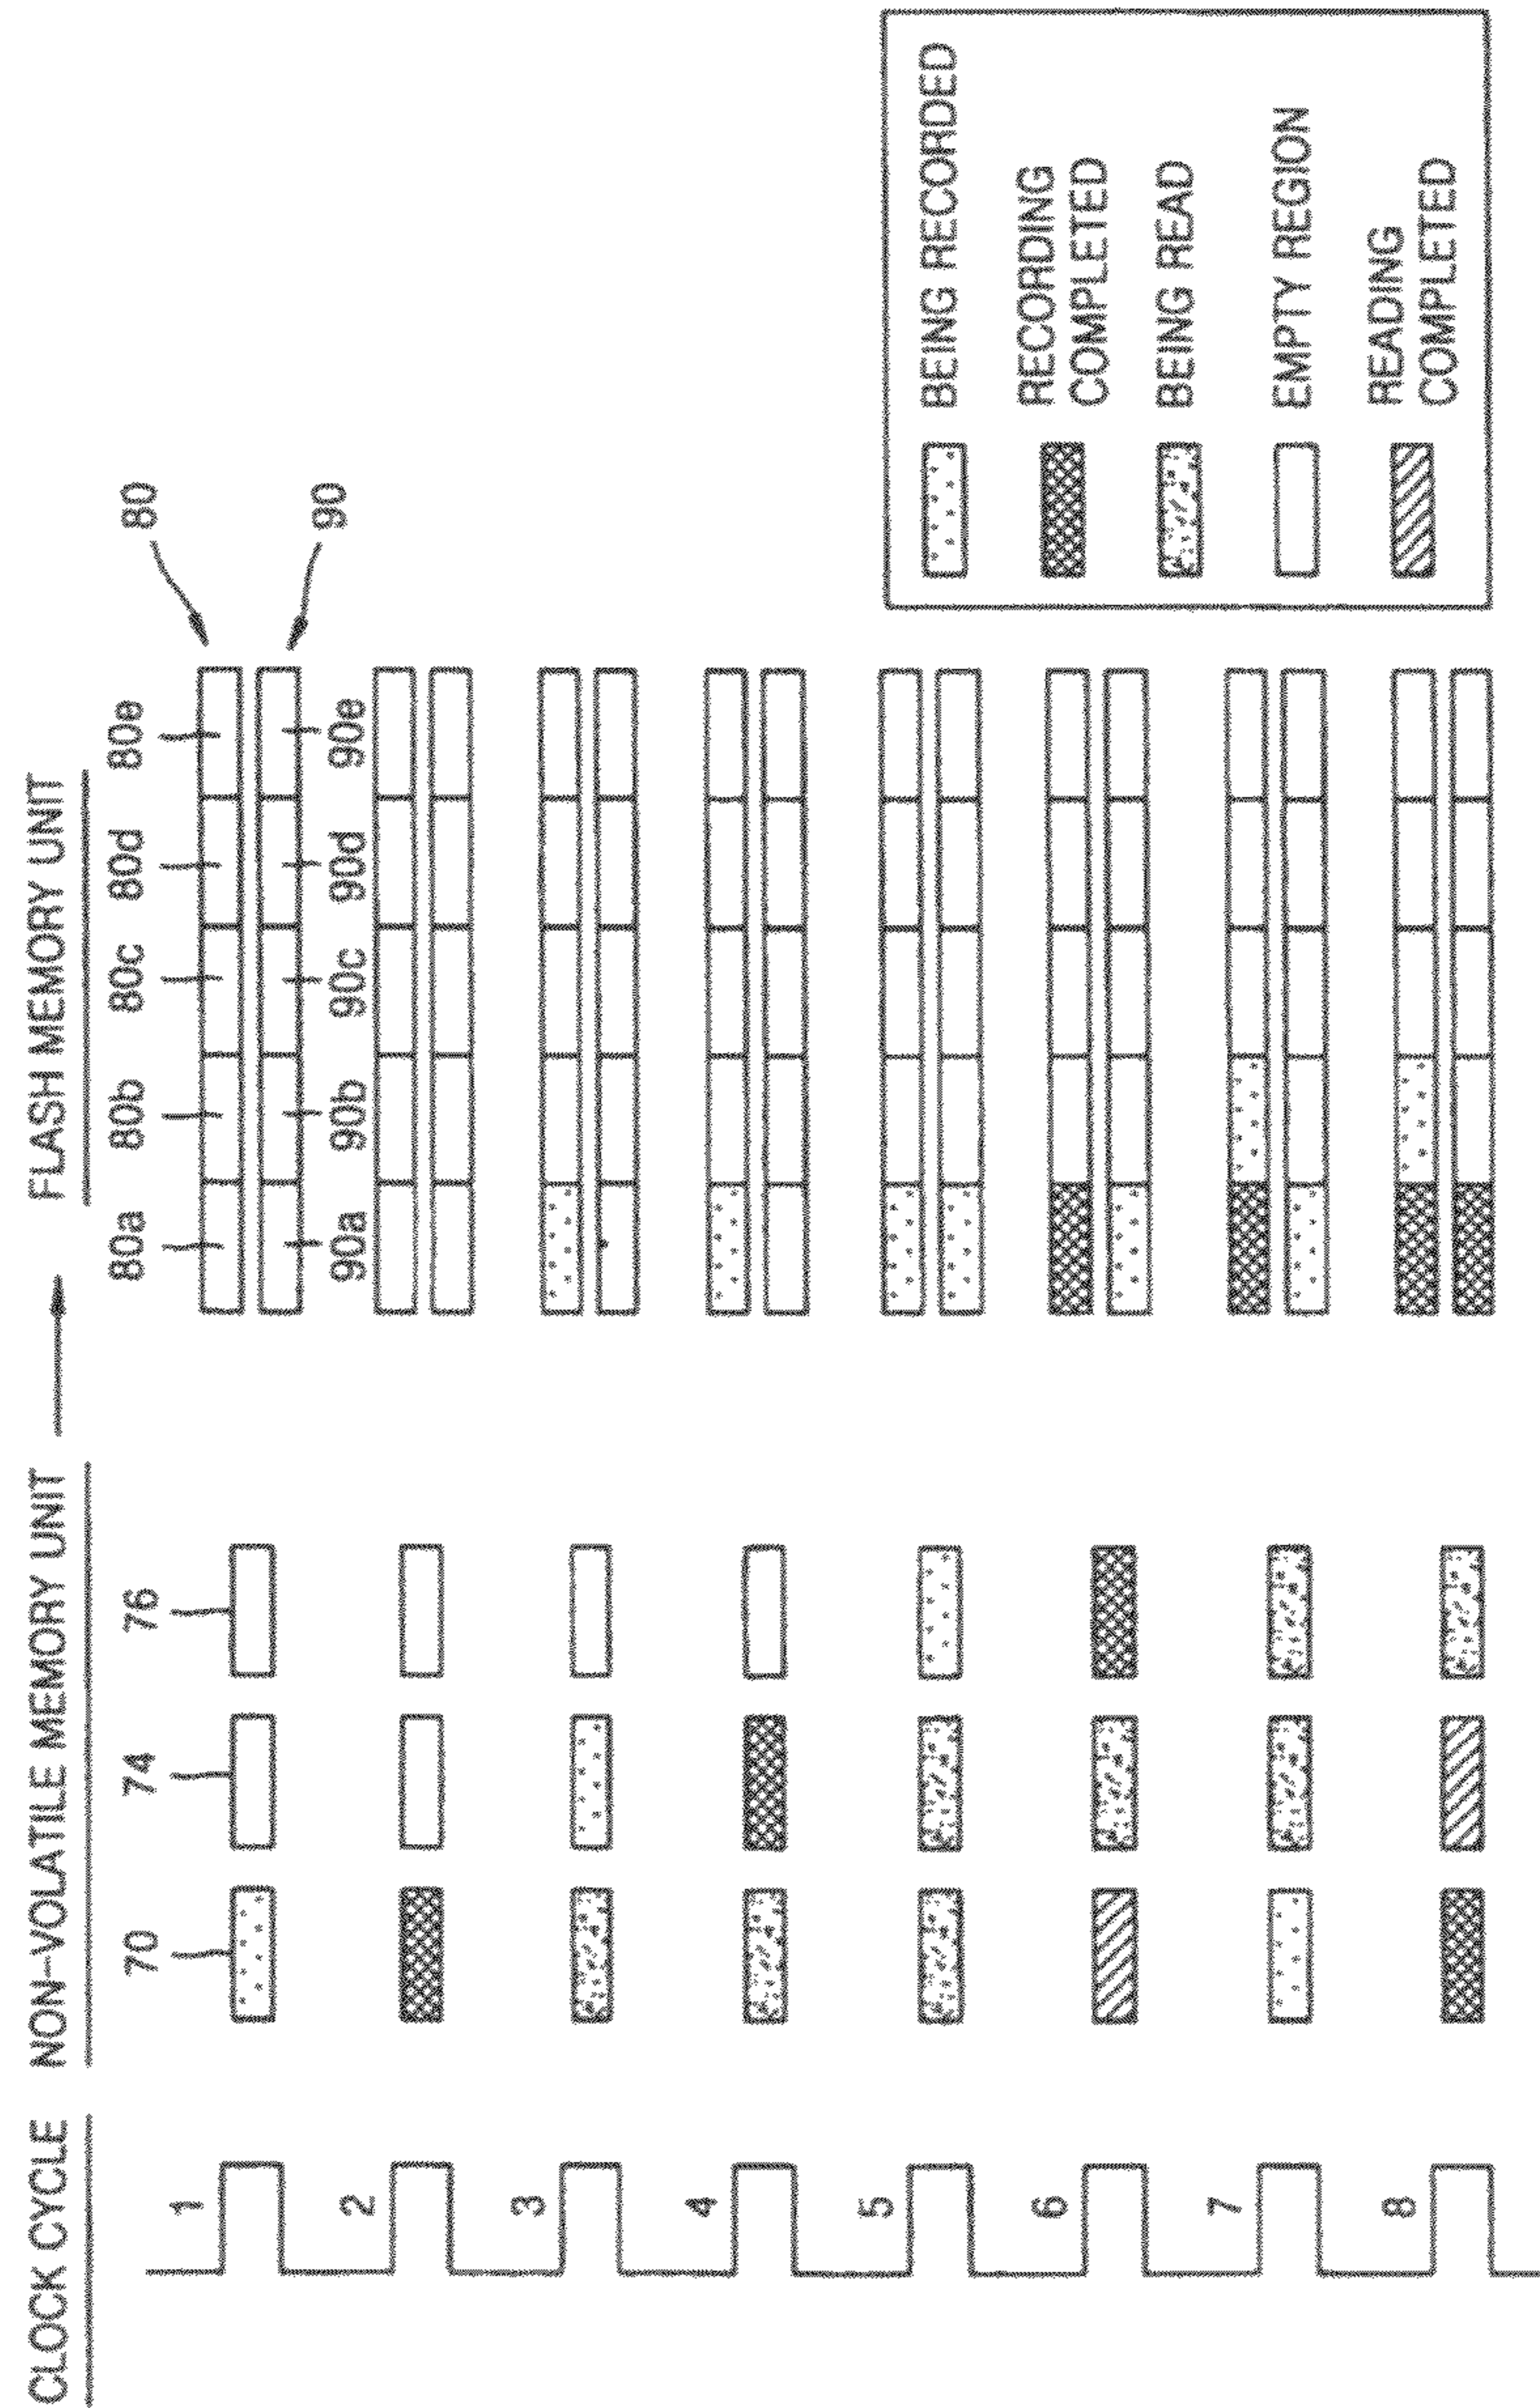 CLOCK CYCLE NON-VOLATILE MEMORY UNIT FLASH MEMORY UNIT
70 74 76 80a 80b 80c 80d 80e 80
1
90a 90b 90c 90d 90e 90
2
3
4
5
6
7
8
BEING RECORDED
RECORDING
COMPLETED
BEING READ
EMPTY REGION
READING
COMPLETED